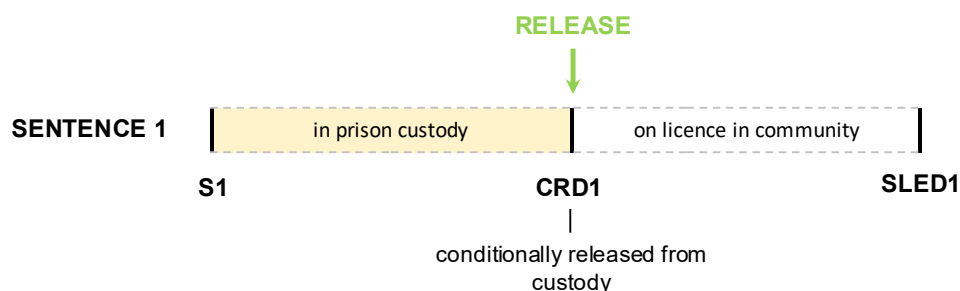 RELEASE
SENTENCE 1
in prison custody
on licence in community
S1
CRD1
SLED1
conditionally released from
custody